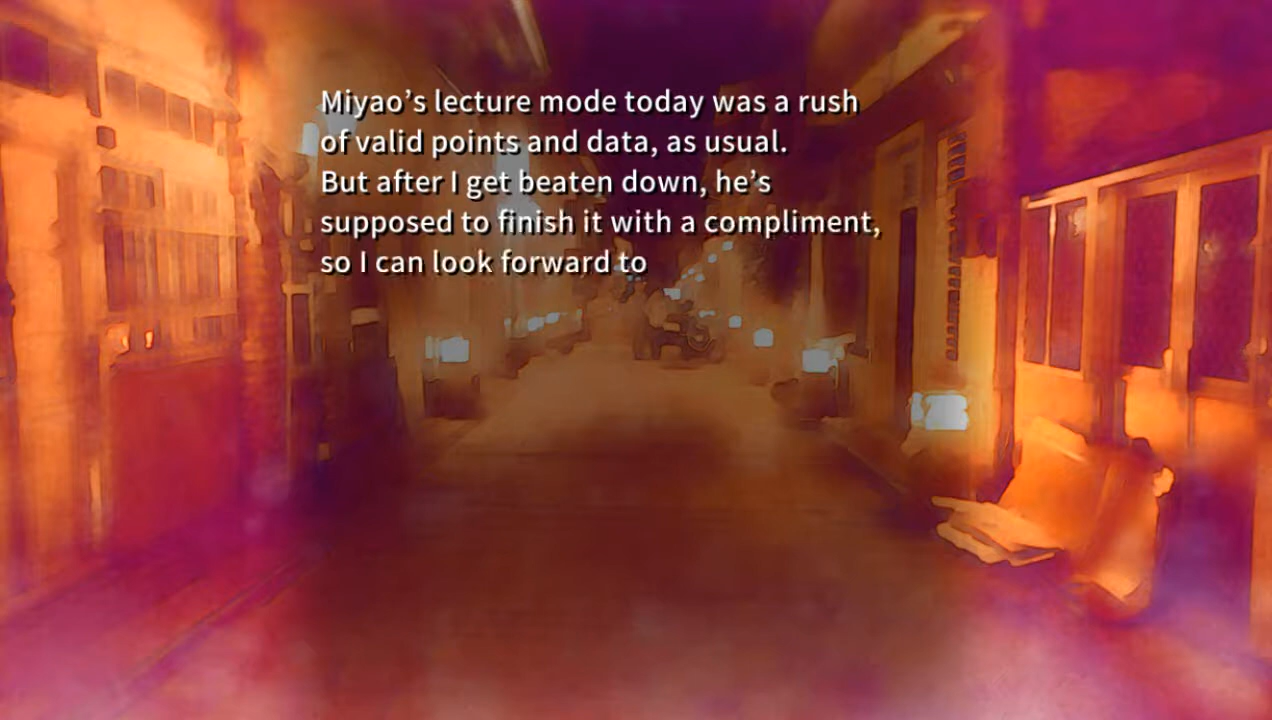 Miyao’s lecture mode today was a rush
of valid points and data, as usual.
But after I get beaten down, he’s
supposed to finish it with a compliment,
so I can look forward to